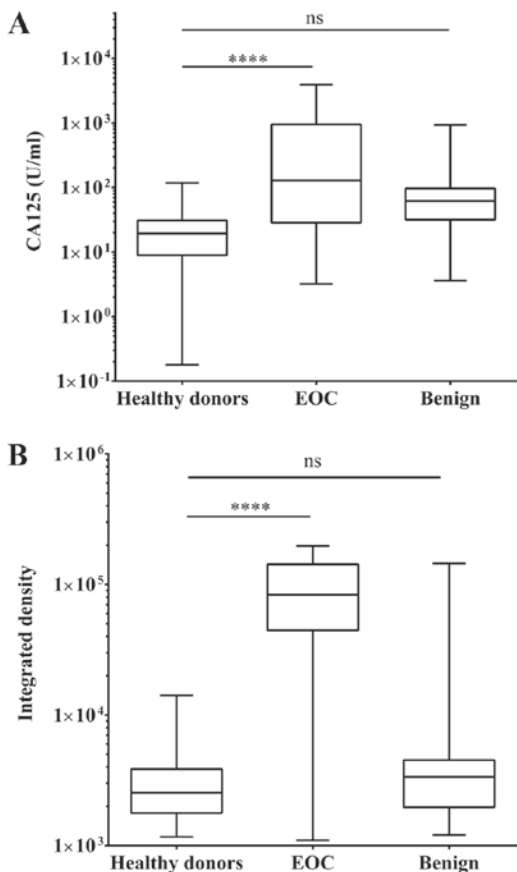 A
ns
****
1×10⁴
1×10³
1×10²
1×10¹
1×10⁰
1×10⁻¹
CA125 (U/ml)
Healthy donors EOC Benign
B
1×10⁶
ns
****
1×10⁵
1×10⁴
1×10³
Integrated density
Healthy donors EOC Benign